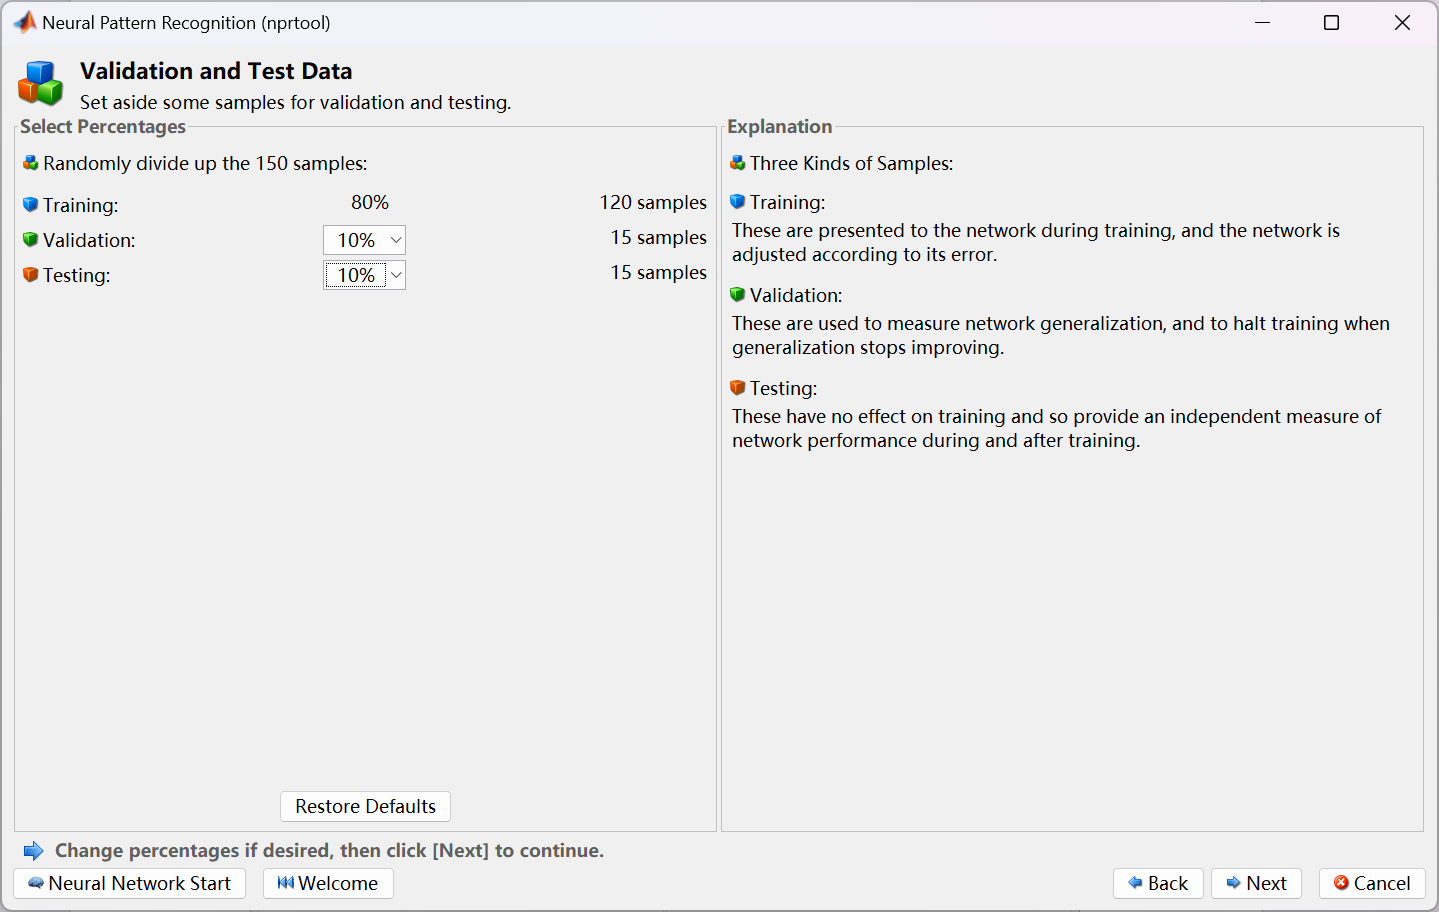 Neural Pattern Recognition (nprtool)
Validation and Test Data
Set aside some samples for validation and testing.
Select Percentages
Randomly divide up the 150 samples:
Training: 80% 120 samples
Validation: 10% 15 samples
Testing: 10% 15 samples
Restore Defaults
Explanation
Three Kinds of Samples:
Training:
These are presented to the network during training, and the network is
adjusted according to its error.
Validation:
These are used to measure network generalization, and to halt training when
generalization stops improving.
Testing:
These have no effect on training and so provide an independent measure of
network performance during and after training.
Change percentages if desired, then click [Next] to continue.
Neural Network Start Welcome Back Next Cancel